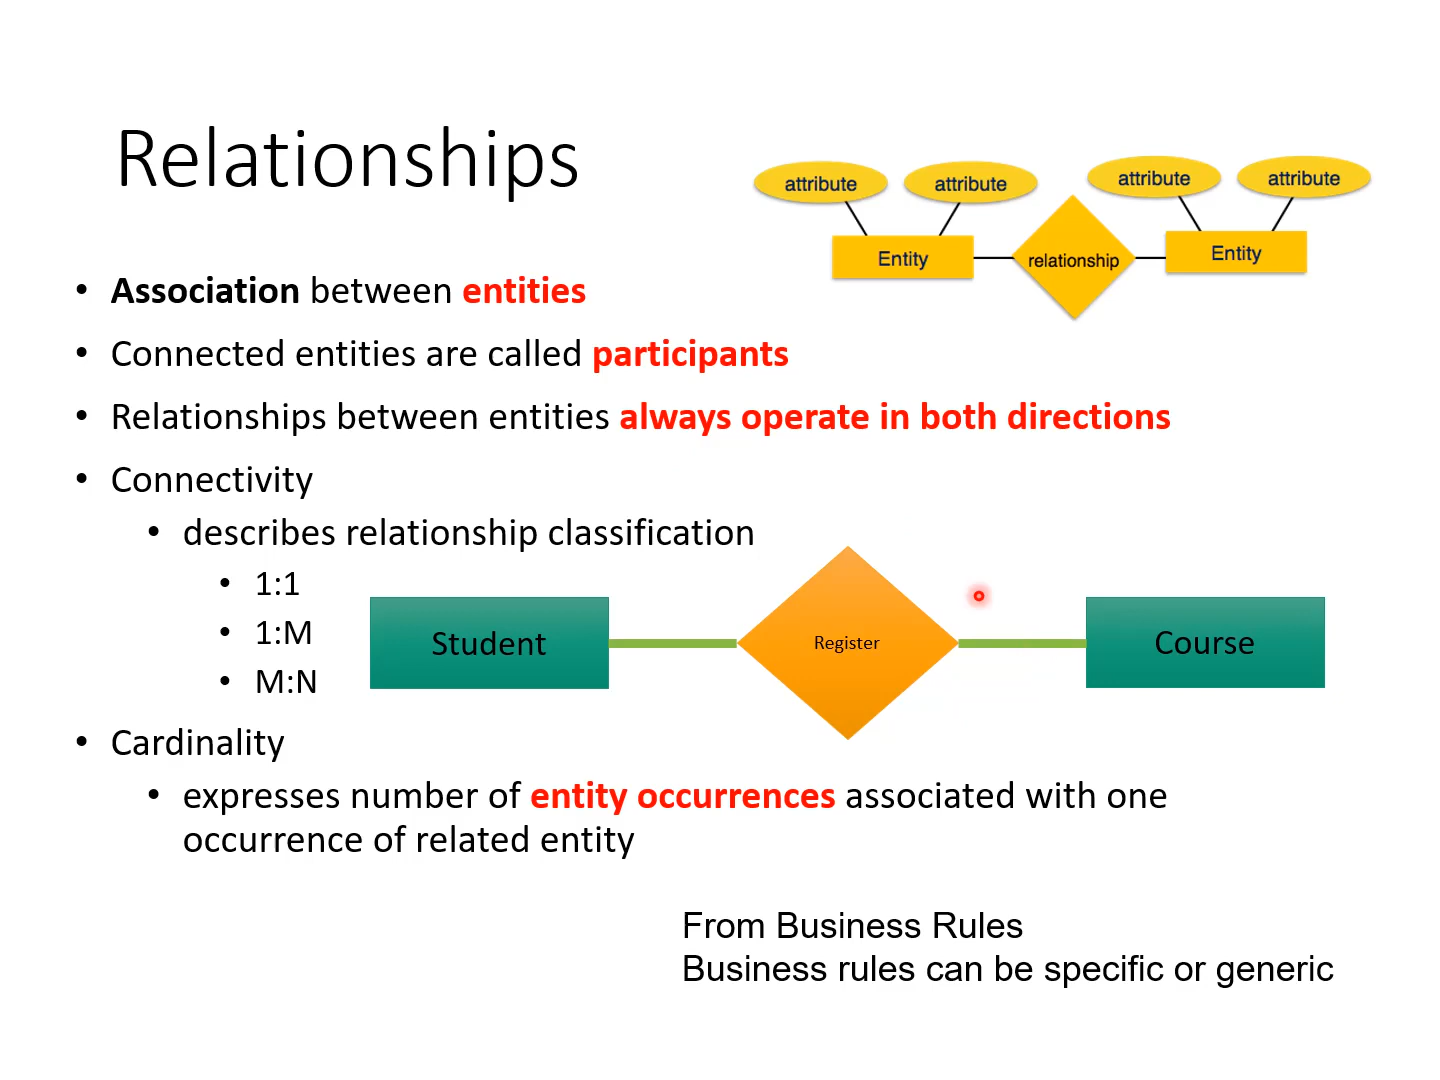 Relationships
attribute
attribute
attribute
attribute
Entity
relationship
Entity
• Association between entities
• Connected entities are called participants
• Relationships between entities always operate in both directions
• Connectivity
• describes relationship classification
• 1:1
• 1:M
• M:N
Student
Register
Course
• Cardinality
• expresses number of entity occurrences associated with one
occurrence of related entity
From Business Rules
Business rules can be specific or generic